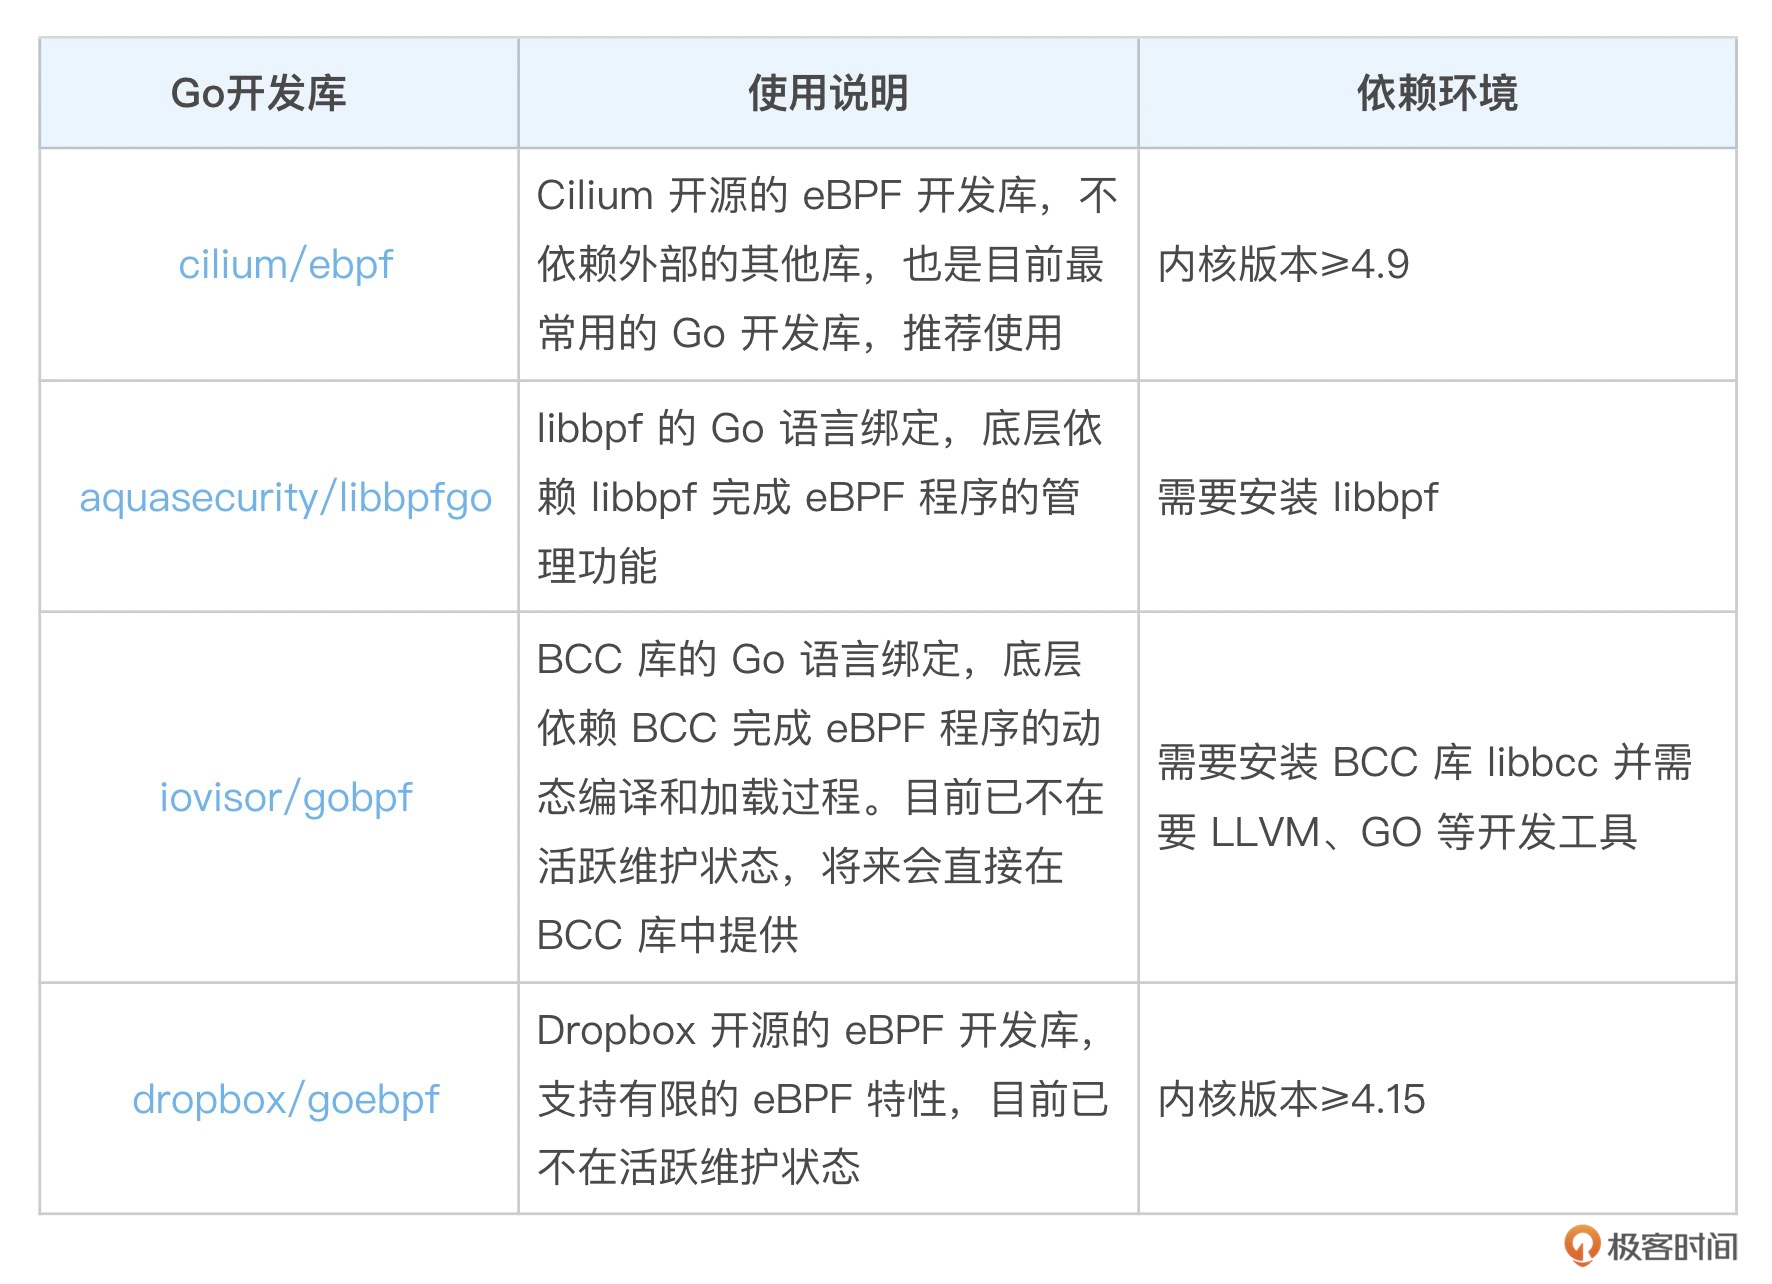 Go开发库
使用说明
依赖环境
cilium/ebpf
Cilium 开源的 eBPF 开发库，不
依赖外部的其他库，也是目前最
常用的 Go 开发库，推荐使用
内核版本≥4.9
aquasecurity/libbpfgo
libbpf 的 Go 语言绑定，底层依
赖 libbpf 完成 eBPF 程序的管
理功能
需要安装 libbpf
iovisor/gobpf
BCC 库的 Go 语言绑定，底层
依赖 BCC 完成 eBPF 程序的动
态编译和加载过程。目前已不在
活跃维护状态，将来会直接在
BCC 库中提供
需要安装 BCC 库 libbcc 并需
要 LLVM、GO 等开发工具
dropbox/goebpf
Dropbox 开源的 eBPF 开发库，
支持有限的 eBPF 特性，目前已
不在活跃维护状态
内核版本≥4.15
极客时间